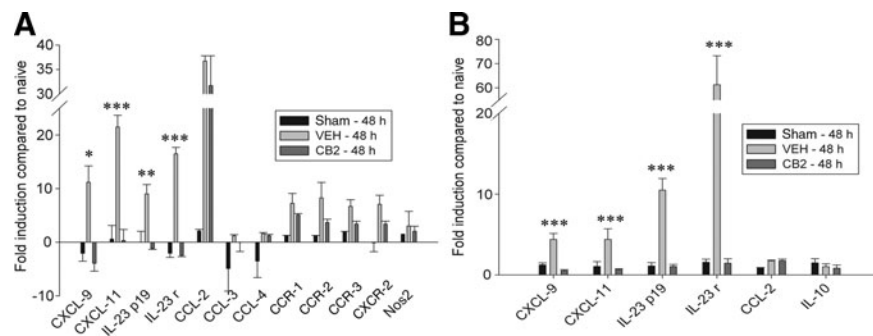 A
Fold induction compared to naive
40
35
30
20
10
0
-10
*
***
**
***
Sham - 48 h
VEH - 48 h
CB2 - 48 h
CXCL-9
CXCL-11
IL-23 p19
IL-23 r
CCL-2
CCL-3
CCL-4
CCR-1
CCR-2
CCR-3
CXCR-2
Nos2
B
Fold induction compared to naive
80
70
60
20
10
0
***
***
***
***
Sham - 48 h
VEH - 48 h
CB2 - 48 h
CXCL-9
CXCL-11
IL-23 p19
IL-23 r
CCL-2
IL-10